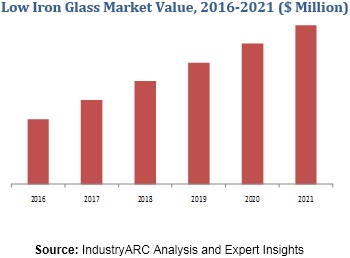 Low Iron Glass Market Value, 2016-2021 ($ Million)
2016 2017 2018 2019 2020 2021
Source: IndustryARC Analysis and Expert Insights